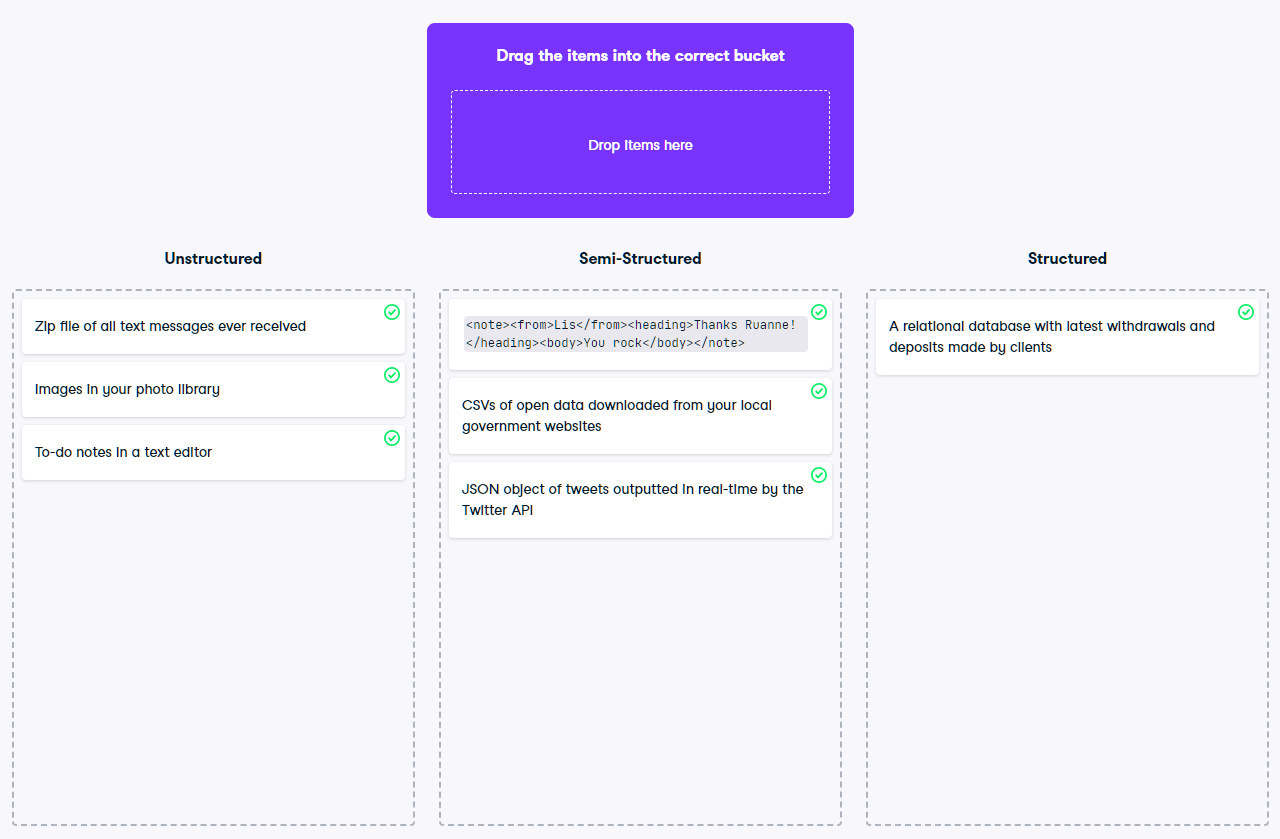 Drag the items into the correct bucket
Drop items here
Unstructured
Zip file of all text messages ever received
Images in your photo library
To-do notes in a text editor
Semi-Structured
<note><from>Lis</from><heading>Thanks Ruanne!
</heading><body>You rock</body></note>
CSVs of open data downloaded from your local
government websites
JSON object of tweets outputted in real-time by the
Twitter API
Structured
A relational database with latest withdrawals and
deposits made by clients